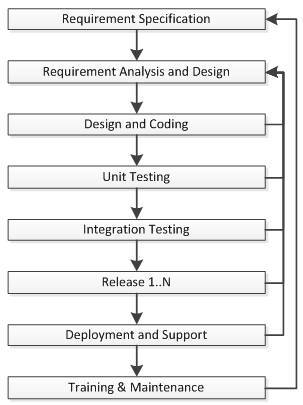 Requirement Specification
Requirement Analysis and Design
Design and Coding
Unit Testing
Integration Testing
Release 1..N
Deployment and Support
Training & Maintenance